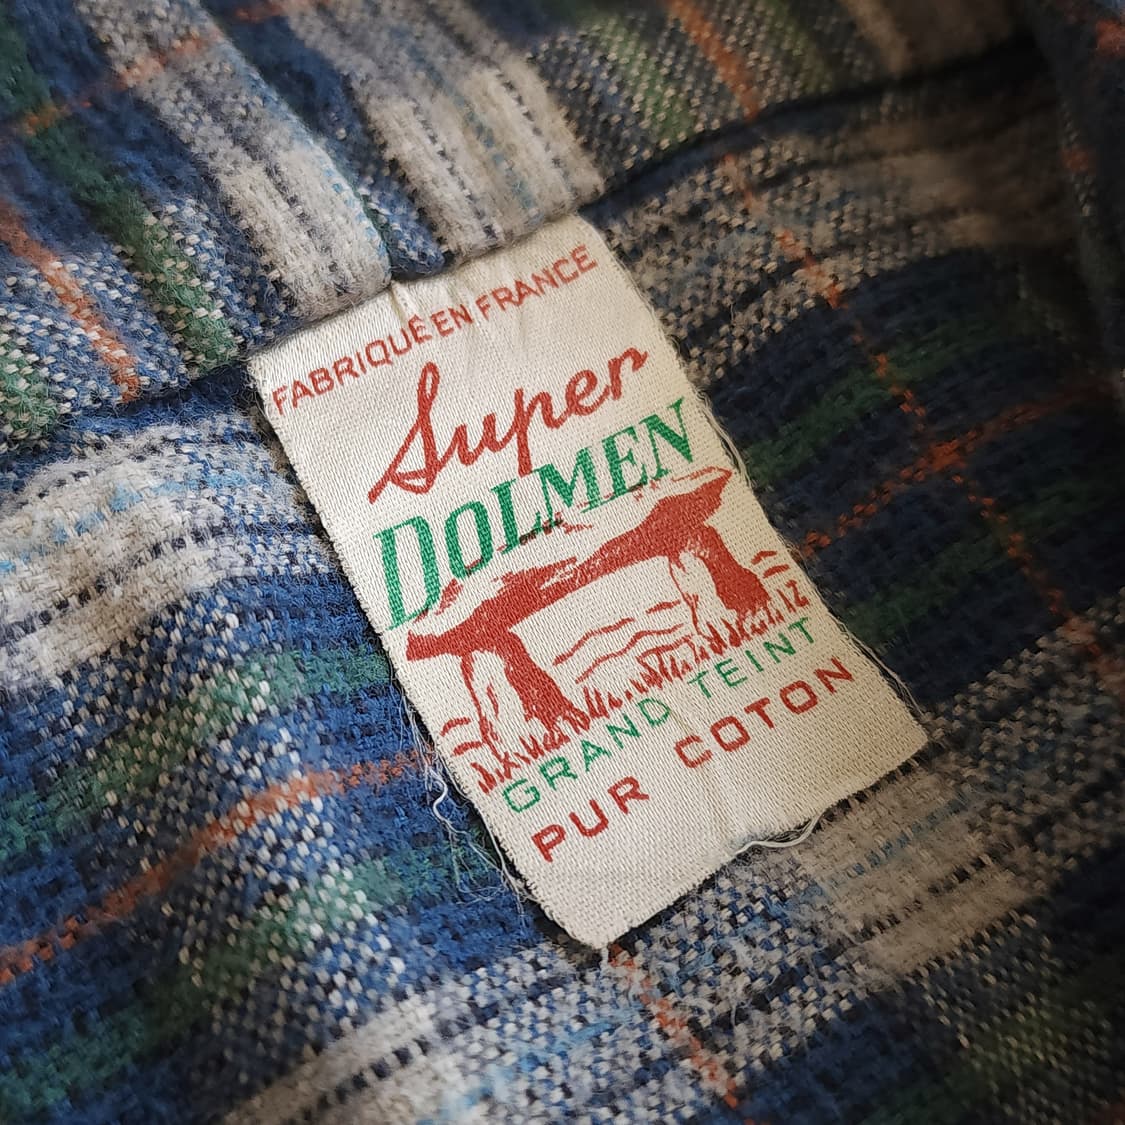 FABRIQUÉ EN FRANCE
Super
DOLMEN
GRAND TEINT
PUR COTON